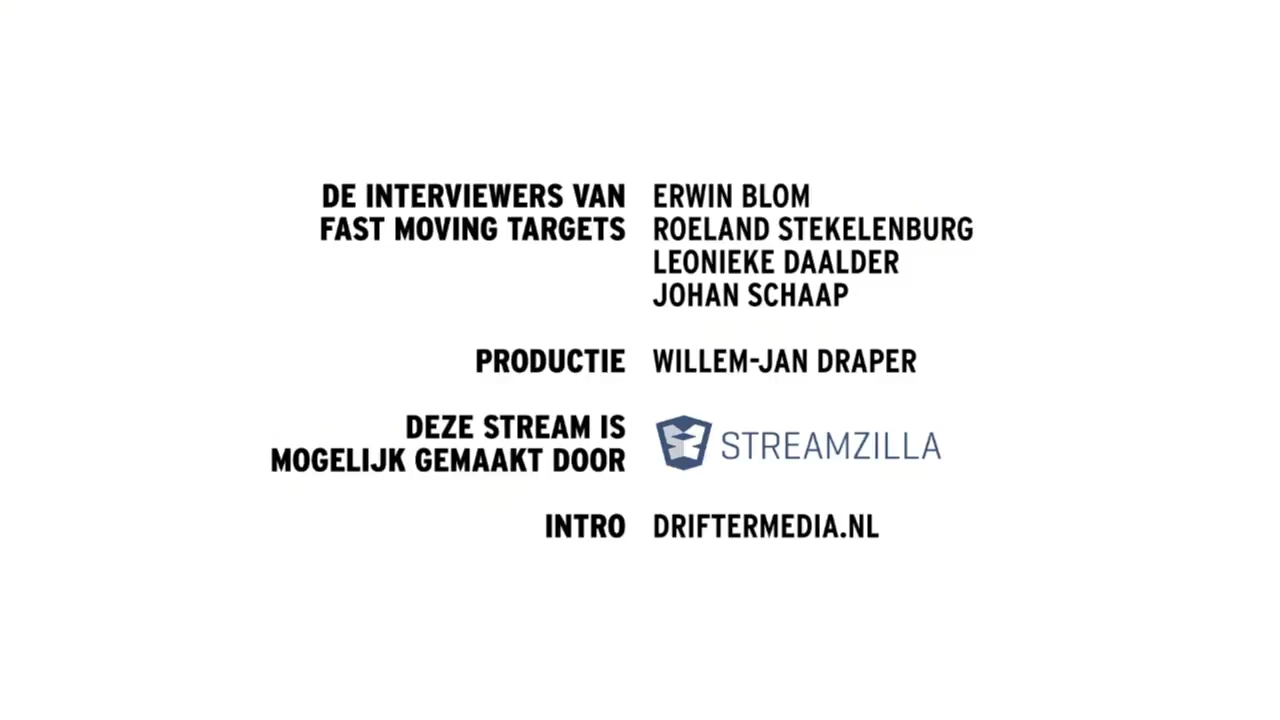 DE INTERVIEWERS VAN ERWIN BLOM
FAST MOVING TARGETS ROELAND STEKELENBURG
LEONIEKE DAALDER
JOHAN SCHAAP
PRODUCTIE WILLEM-JAN DRAPER
DEZE STREAM IS
MOGELIJK GEMAAKT DOOR
STREAMZILLA
INTRO DRIFTERMEDIA.NL